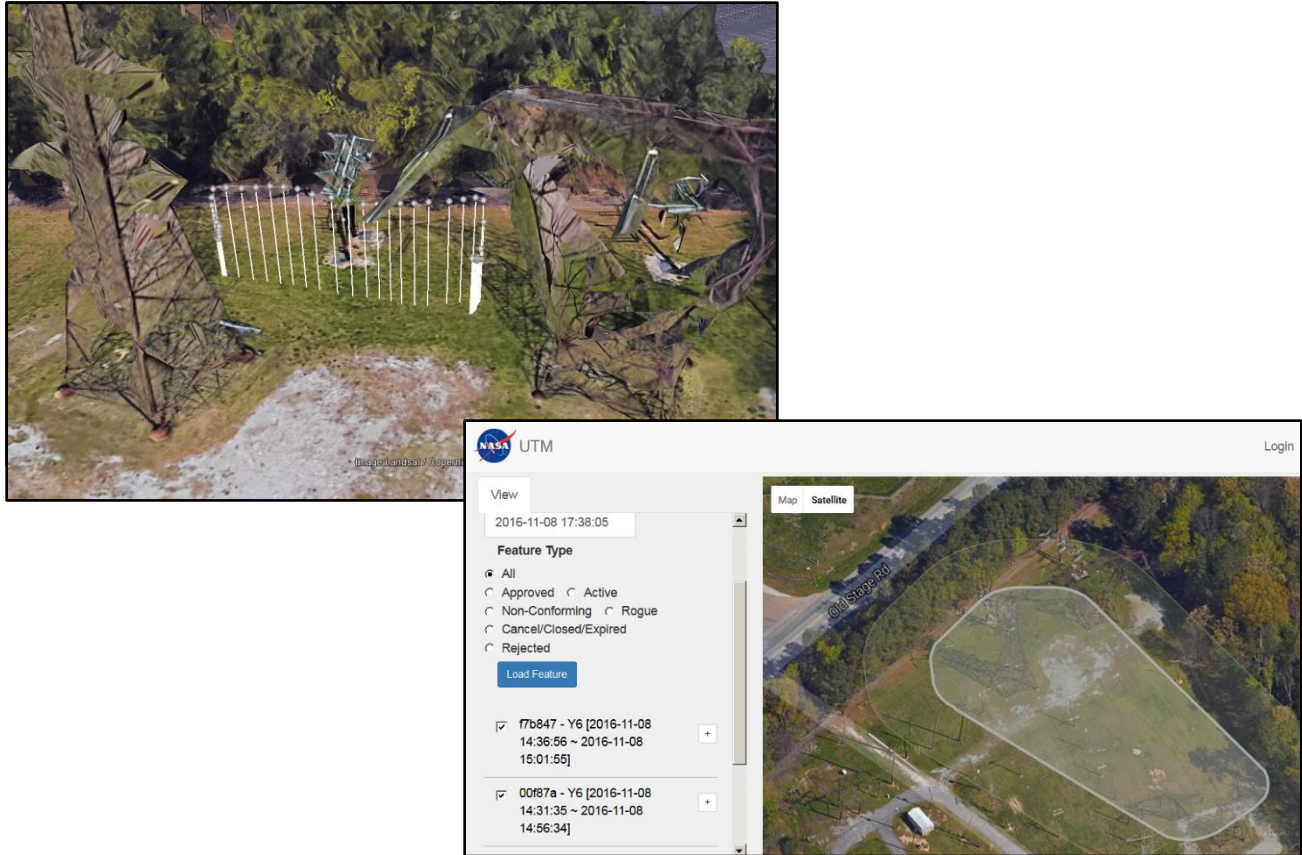 Image Landsat / Copern
NASA UTM
Login
View
Map Satellite
2016-11-08 17:38:05
Feature Type
All
Approved Active
Non-Conforming Rogue
Cancel/Closed/Expired
Rejected
Load Feature
f7b847 - Y6 [2016-11-08
14:36:56 ~ 2016-11-08
15:01:55]
+
00f87a - Y6 [2016-11-08
14:31:35 ~ 2016-11-08
14:56:34]
+
Old Stage Rd